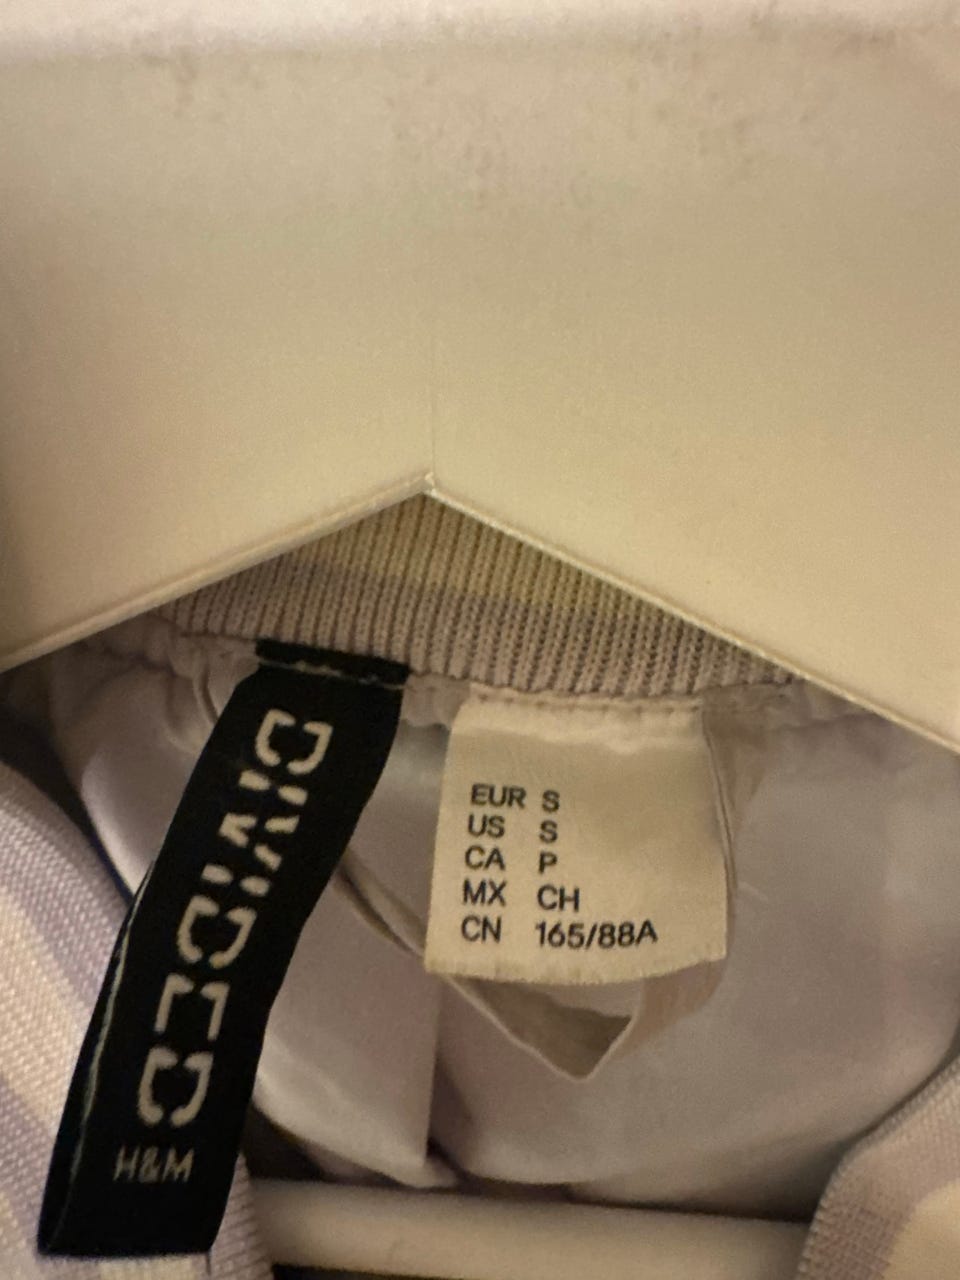 DIVIDED
H&M
EUR S
US S
CA P
MX CH
CN 165/88A